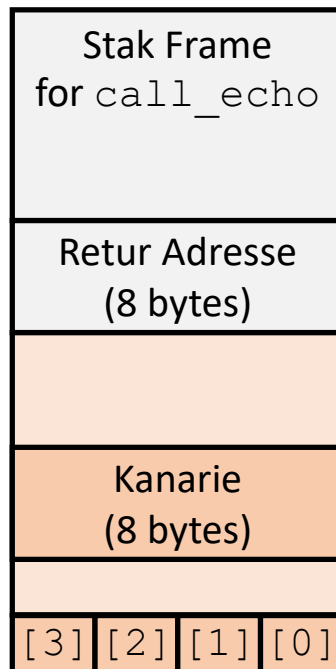 Stak Frame
for call_echo
Retur Adresse
(8 bytes)
Kanarie
(8 bytes)
[3] [2] [1] [0]